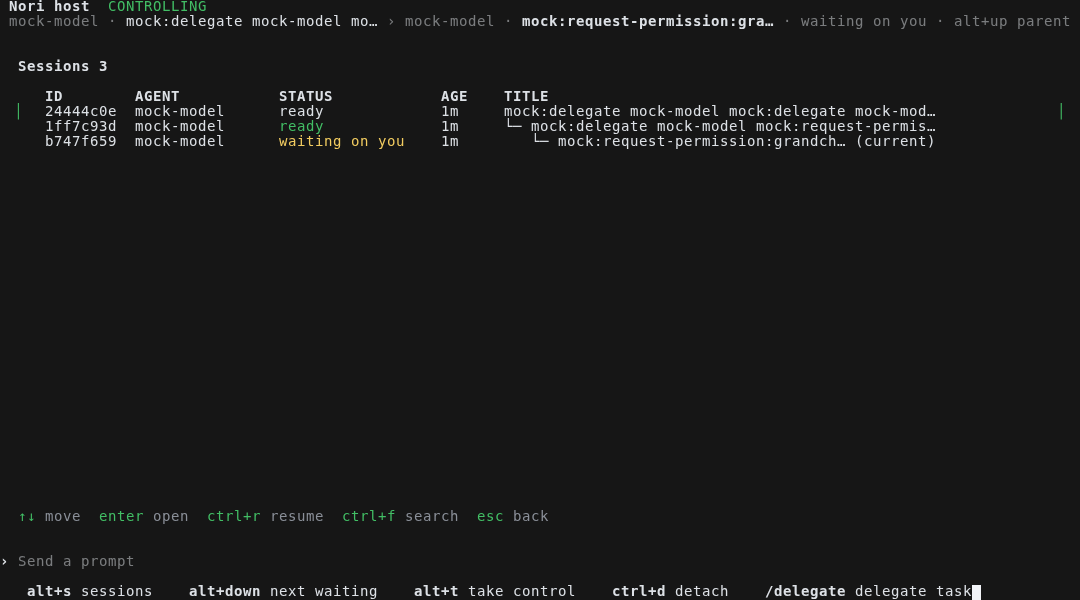 Nori host  CONTROLLING
mock-model · mock:delegate mock-model mo… › mock-model · mock:request-permission:gra… · waiting on you · alt+up parent
Sessions 3
ID  AGENT  STATUS  AGE  TITLE
24444c0e  mock-model  ready  1m  mock:delegate mock-model mock:delegate mock-mod…
1ff7c93d  mock-model  ready  1m  └─ mock:delegate mock-model mock:request-permis…
b747f659  mock-model  waiting on you  1m  └─ mock:request-permission:grandch… (current)
↑↓ move  enter open  ctrl+r resume  ctrl+f search  esc back
› Send a prompt
alt+s sessions  alt+down next waiting  alt+t take control  ctrl+d detach  /delegate delegate task